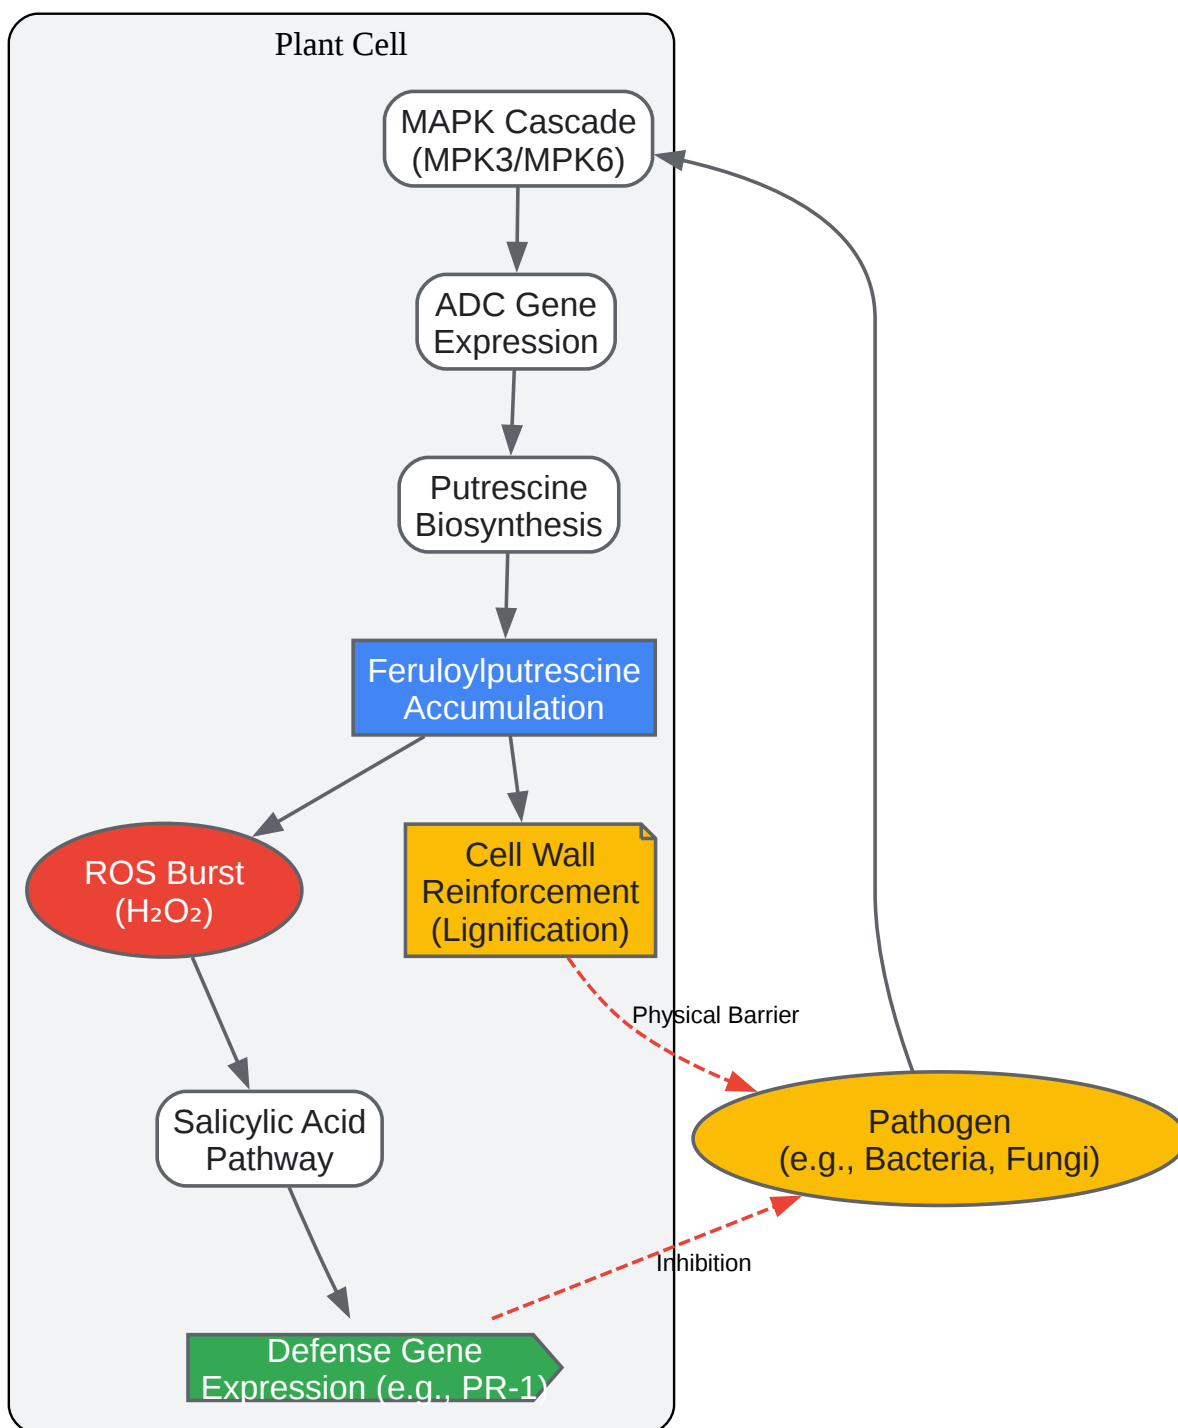 Plant Cell
MAPK Cascade
(MPK3/MPK6)
ADC Gene
Expression
Putrescine
Biosynthesis
Feruloylputrescine
Accumulation
ROS Burst
(H₂O₂)
Cell Wall
Reinforcement
(Lignification)
Physical Barrier
Salicylic Acid
Pathway
Pathogen
(e.g., Bacteria, Fungi)
Inhibition
Defense Gene
Expression (e.g., PR-1)